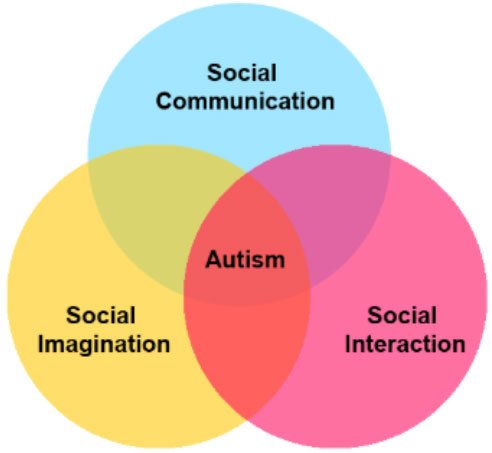 Social
Communication
Autism
Social
Imagination
Social
Interaction